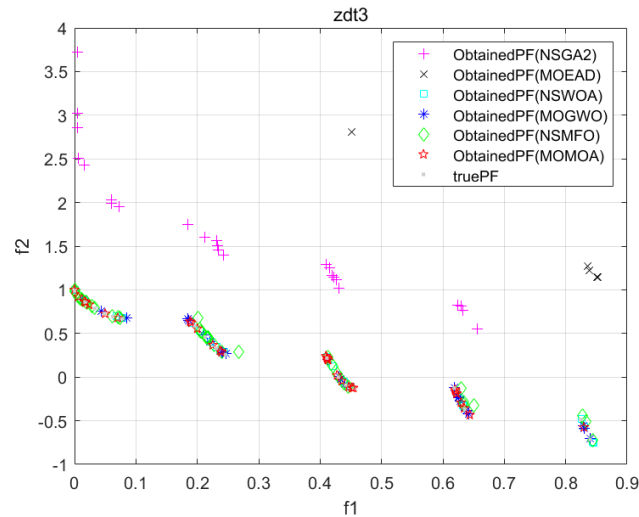 zdt3
4
3.5
3
2.5
2
1.5
1
0.5
0
-0.5
-1
f2
ObtainedPF(NSGA2)
ObtainedPF(MOEAD)
ObtainedPF(NSWOA)
ObtainedPF(MOGWO)
ObtainedPF(NSMFO)
ObtainedPF(MOMOA)
truePF
0 0.1 0.2 0.3 0.4 0.5 0.6 0.7 0.8 0.9
f1